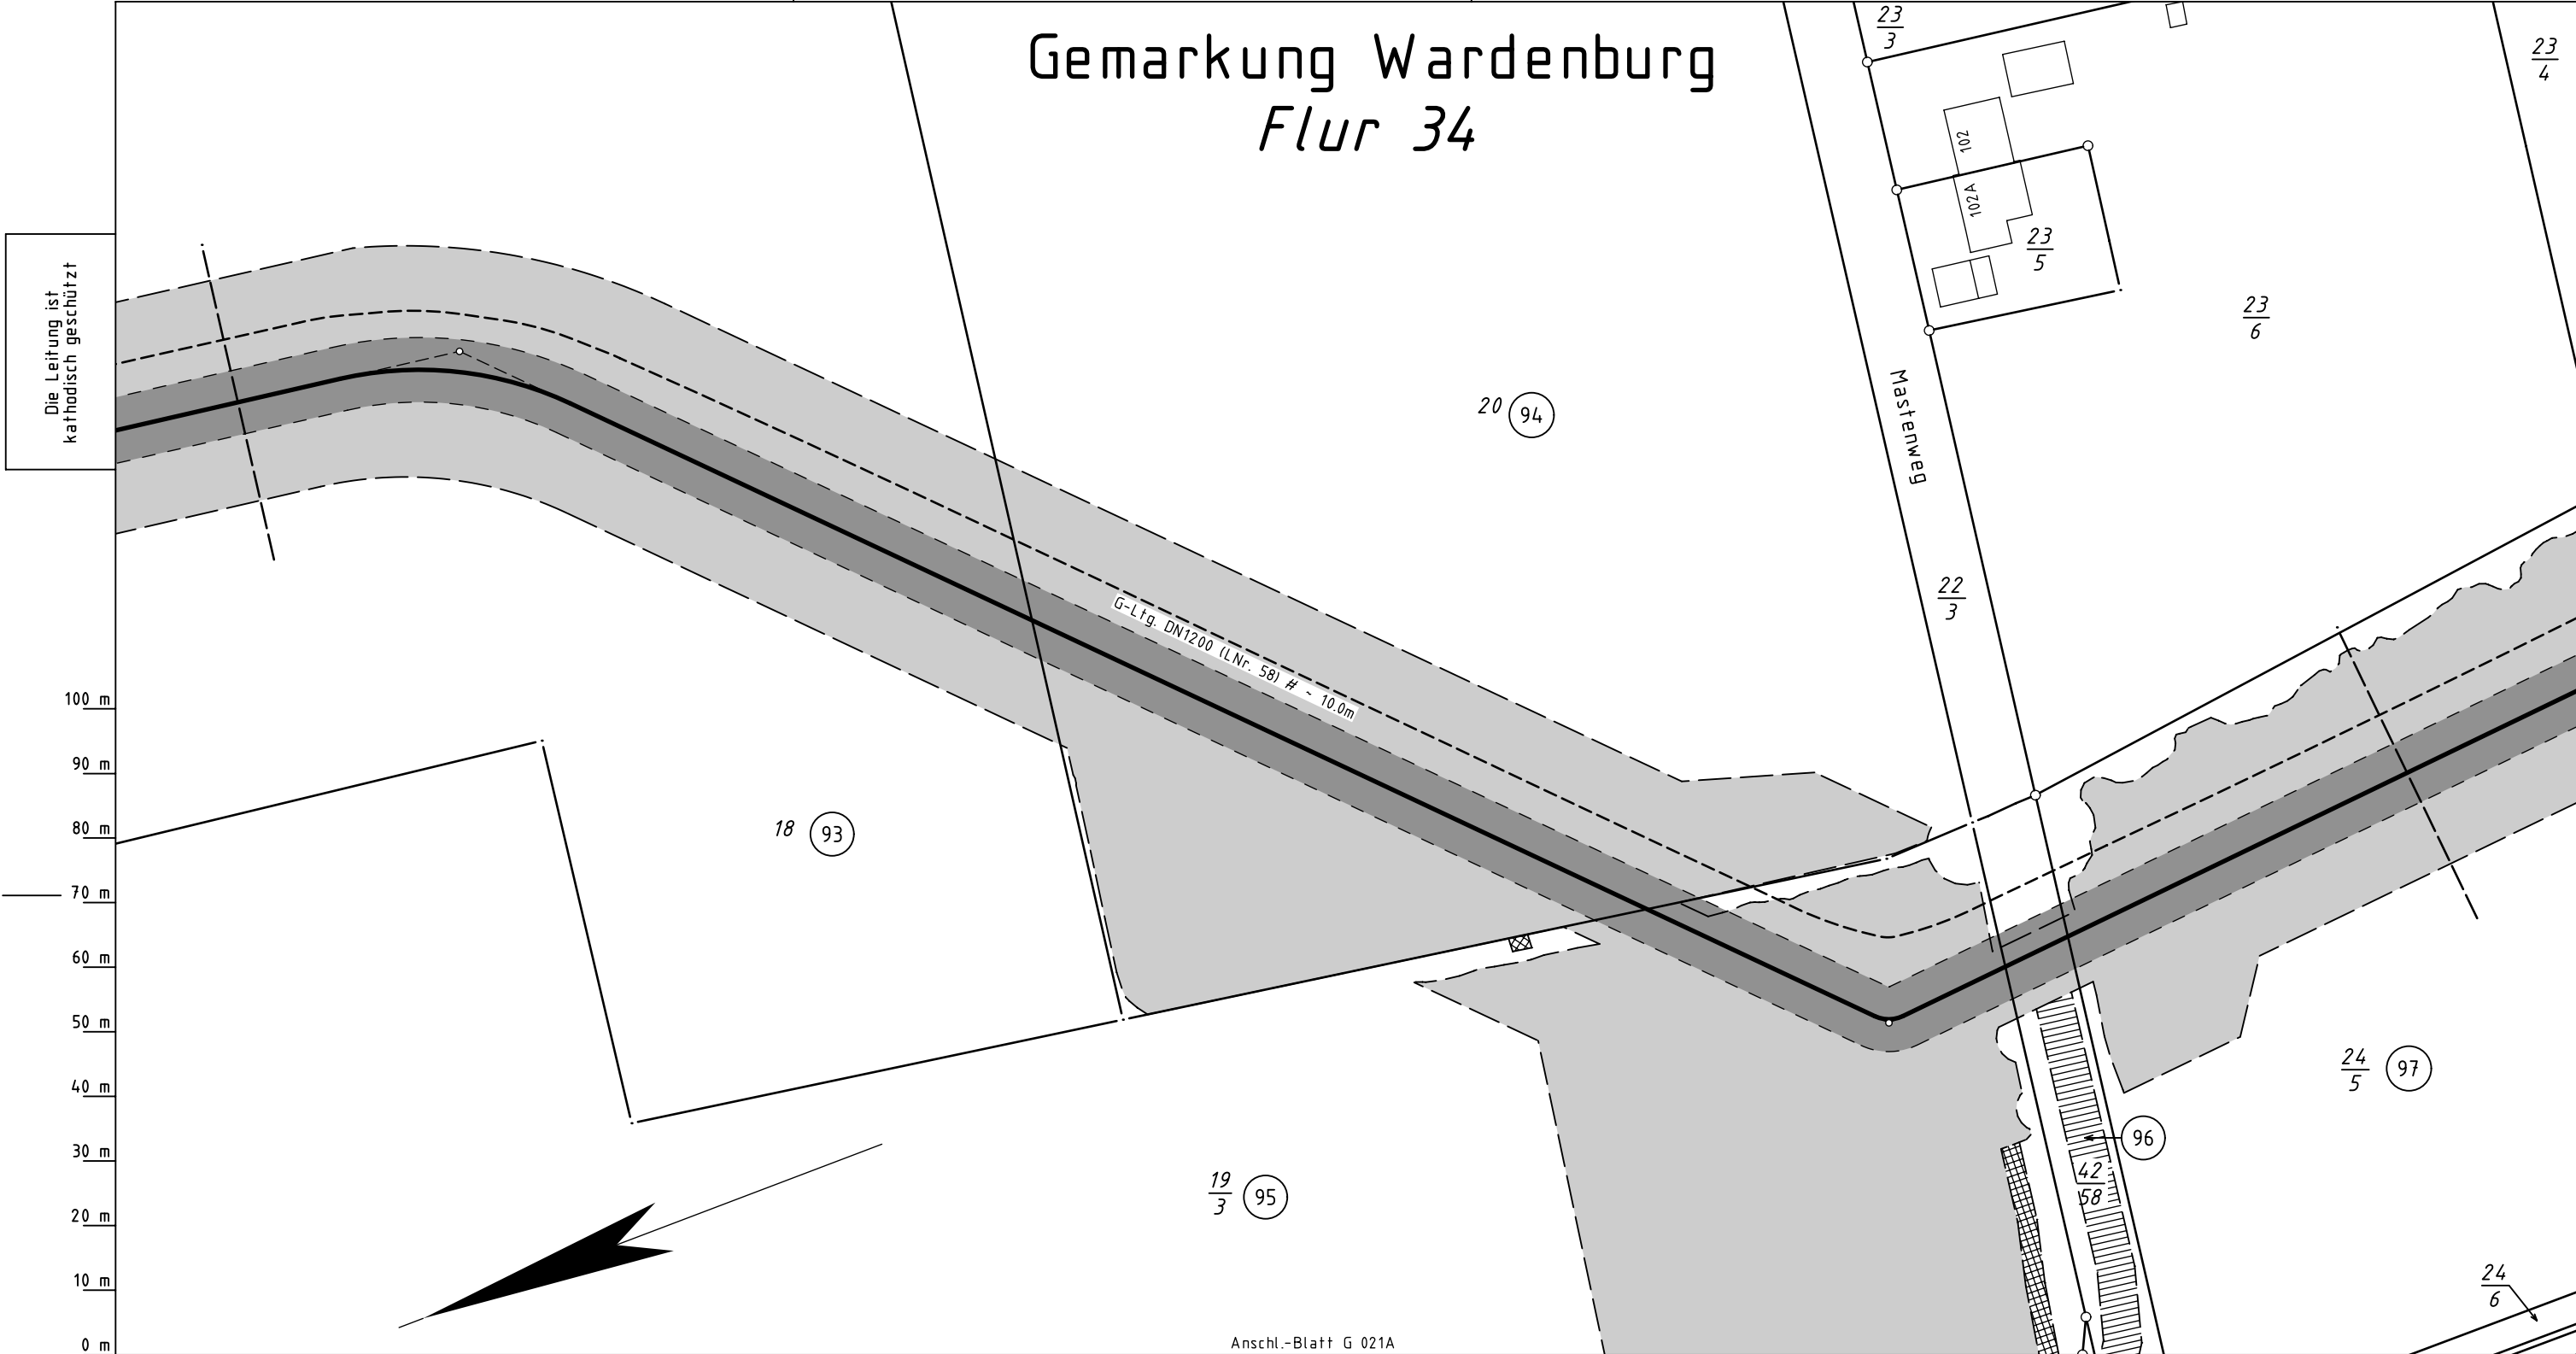 Gemarkung Wardenburg
Flur 34
23
3
23
4
102
102A
23
5
23
6
Die Leitung ist
kathodisch geschützt
20 94
Mastenweg
22
3
G-Ltg. DN1200 (LNr. 58) # ~ 10.0m
100 m
90 m
80 m
70 m
60 m
50 m
40 m
30 m
20 m
10 m
0 m
18 93
24
5
97
96
42
58
19
3
95
24
6
Anschl.-Blatt G 021A